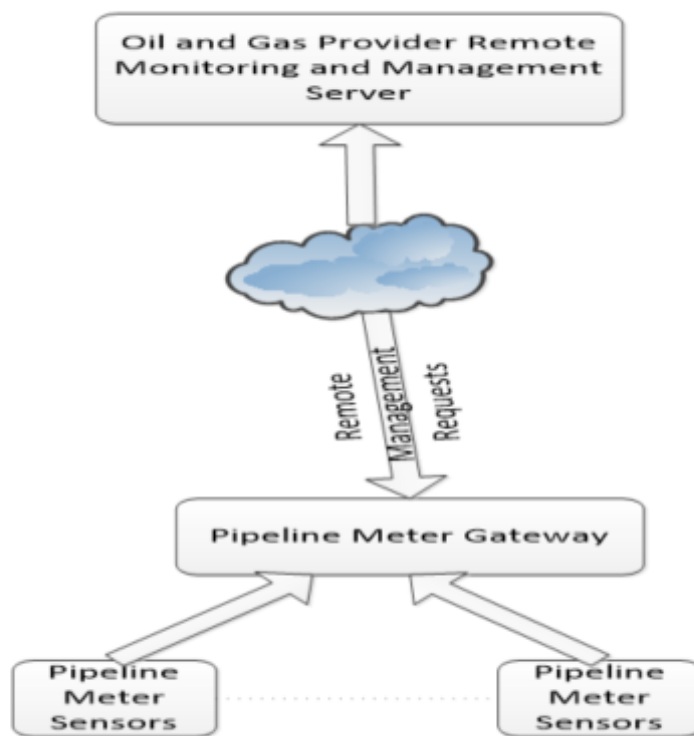 Oil and Gas Provider Remote
Monitoring and Management
Server
Remote
Management
Requests
Pipeline Meter Gateway
Pipeline
Meter
Sensors
Pipeline
Meter
Sensors